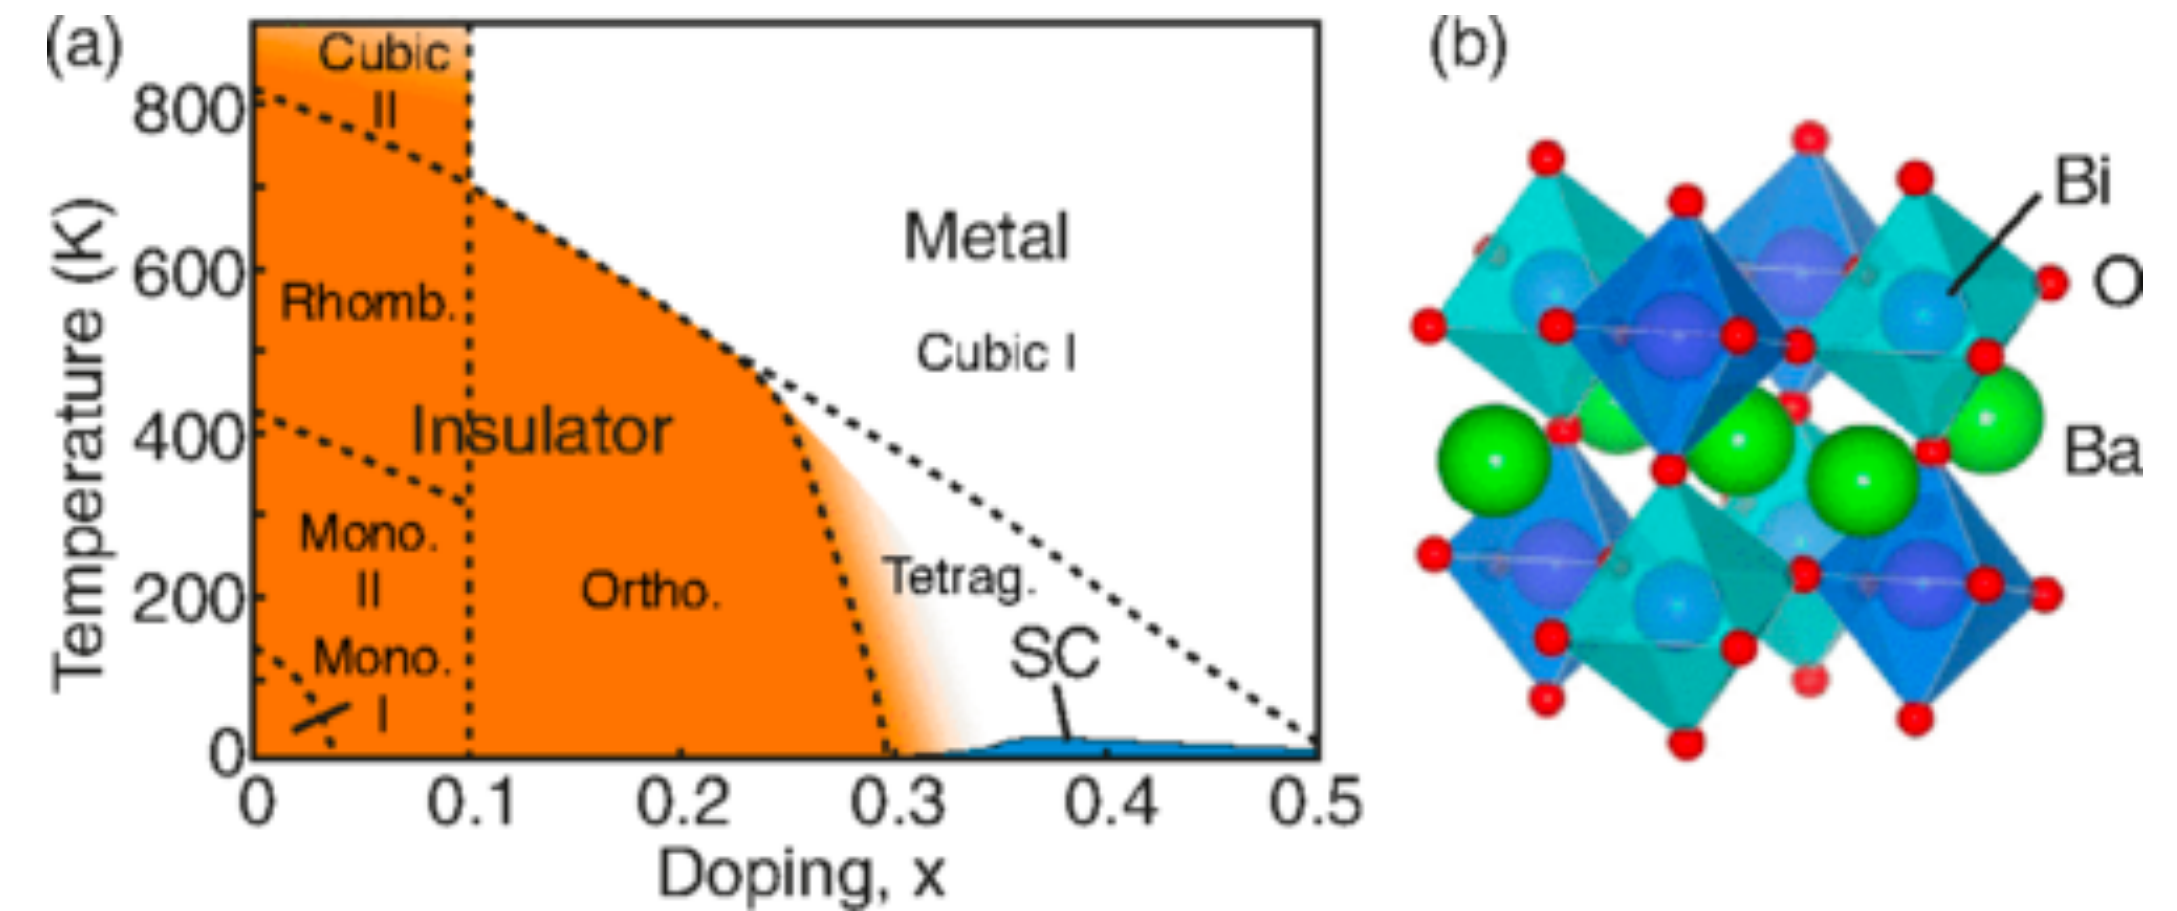 (a)
Cubic
II
800
600
400
200
0
Temperature (K)
Rhomb.
Insulator
Mono.
II
Mono.
I
Ortho.
Metal
Cubic I
Tetrag.
SC
0 0.1 0.2 0.3 0.4 0.5
Doping, x
(b)
Bi
O
Ba